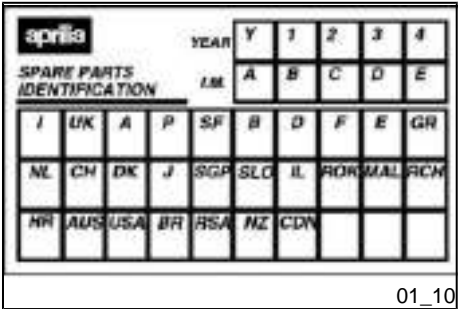 aprilia
YEAR Y 1 2 3 4
SPARE PARTS
IDENTIFICATION
I.M. A B C D E
I UK A P SF B D F E GR
NL CH DK J SGP SLO IL ROK MAL RCH
HR AUS USA BR RSA NZ CDN
01_10